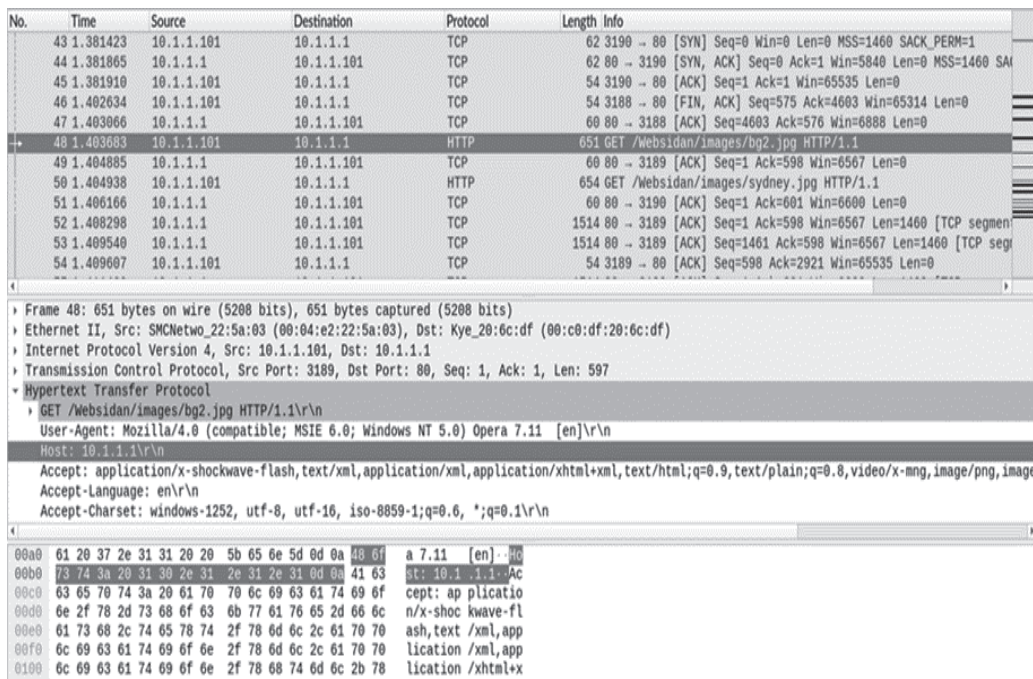 No. Time Source Destination Protocol Length Info
43 1.381423 10.1.1.101 10.1.1.1 TCP 62 3190 → 80 [SYN] Seq=0 Win=0 Len=0 MSS=1460 SACK_PERM=1
44 1.381865 10.1.1.1 10.1.1.101 TCP 62 80 → 3190 [SYN, ACK] Seq=0 Ack=1 Win=5840 Len=0 MSS=1460 SA
45 1.381910 10.1.1.101 10.1.1.1 TCP 54 3190 → 80 [ACK] Seq=1 Ack=1 Win=65535 Len=0
46 1.402634 10.1.1.101 10.1.1.1 TCP 54 3188 → 80 [FIN, ACK] Seq=575 Ack=4603 Win=65314 Len=0
47 1.403066 10.1.1.1 10.1.1.101 TCP 60 80 → 3188 [ACK] Seq=4603 Ack=576 Win=6888 Len=0
48 1.403683 10.1.1.101 10.1.1.1 HTTP 651 GET /Websidan/images/bg2.jpg HTTP/1.1
49 1.404885 10.1.1.1 10.1.1.101 TCP 60 80 → 3189 [ACK] Seq=1 Ack=598 Win=6567 Len=0
50 1.404938 10.1.1.101 10.1.1.1 HTTP 654 GET /Websidan/images/sydney.jpg HTTP/1.1
51 1.406166 10.1.1.1 10.1.1.101 TCP 60 80 → 3190 [ACK] Seq=1 Ack=601 Win=6600 Len=0
52 1.408298 10.1.1.1 10.1.1.101 TCP 1514 80 → 3189 [ACK] Seq=1 Ack=598 Win=6567 Len=1460 [TCP segmen
53 1.409540 10.1.1.1 10.1.1.101 TCP 1514 80 → 3189 [ACK] Seq=1461 Ack=598 Win=6567 Len=1460 [TCP seg
54 1.409607 10.1.1.101 10.1.1.1 TCP 54 3189 → 80 [ACK] Seq=598 Ack=2921 Win=65535 Len=0
Frame 48: 651 bytes on wire (5208 bits), 651 bytes captured (5208 bits)
Ethernet II, Src: SMCNetwo_22:5a:03 (00:04:e2:22:5a:03), Dst: Kye_20:6c:df (00:c0:df:20:6c:df)
Internet Protocol Version 4, Src: 10.1.1.101, Dst: 10.1.1.1
Transmission Control Protocol, Src Port: 3189, Dst Port: 80, Seq: 1, Ack: 1, Len: 597
Hypertext Transfer Protocol
GET /Websidan/images/bg2.jpg HTTP/1.1\r\n
User-Agent: Mozilla/4.0 (compatible; MSIE 6.0; Windows NT 5.0) Opera 7.11 [en]\r\n
Host: 10.1.1.1\r\n
Accept: application/x-shockwave-flash,text/xml,application/xml,application/xhtml+xml,text/html;q=0.9,text/plain;q=0.8,video/x-mng,image/png,image
Accept-Language: en\r\n
Accept-Charset: windows-1252, utf-8, utf-16, iso-8859-1;q=0.6, *;q=0.1\r\n
00a0 61 20 37 2e 31 31 20 20 5b 65 6e 5d 0d 0a 48 6f a 7.11 [en]··Ho
00b0 73 74 3a 20 31 30 2e 31 2e 31 2e 31 0d 0a 41 63 st: 10.1 .1.1··Ac
00c0 63 65 70 74 3a 20 61 70 70 6c 69 63 61 74 69 6f cept: ap plicatio
00d0 6e 2f 78 2d 73 68 6f 63 6b 77 61 76 65 2d 66 6c n/x-shoc kwave-fl
00e0 61 73 68 2c 74 65 78 74 2f 78 6d 6c 2c 61 70 70 ash,text /xml,app
00f0 6c 69 63 61 74 69 6f 6e 2f 78 6d 6c 2c 61 70 70 lication /xml,app
0100 6c 69 63 61 74 69 6f 6e 2f 78 68 74 6d 6c 2b 78 lication /xhtml+x